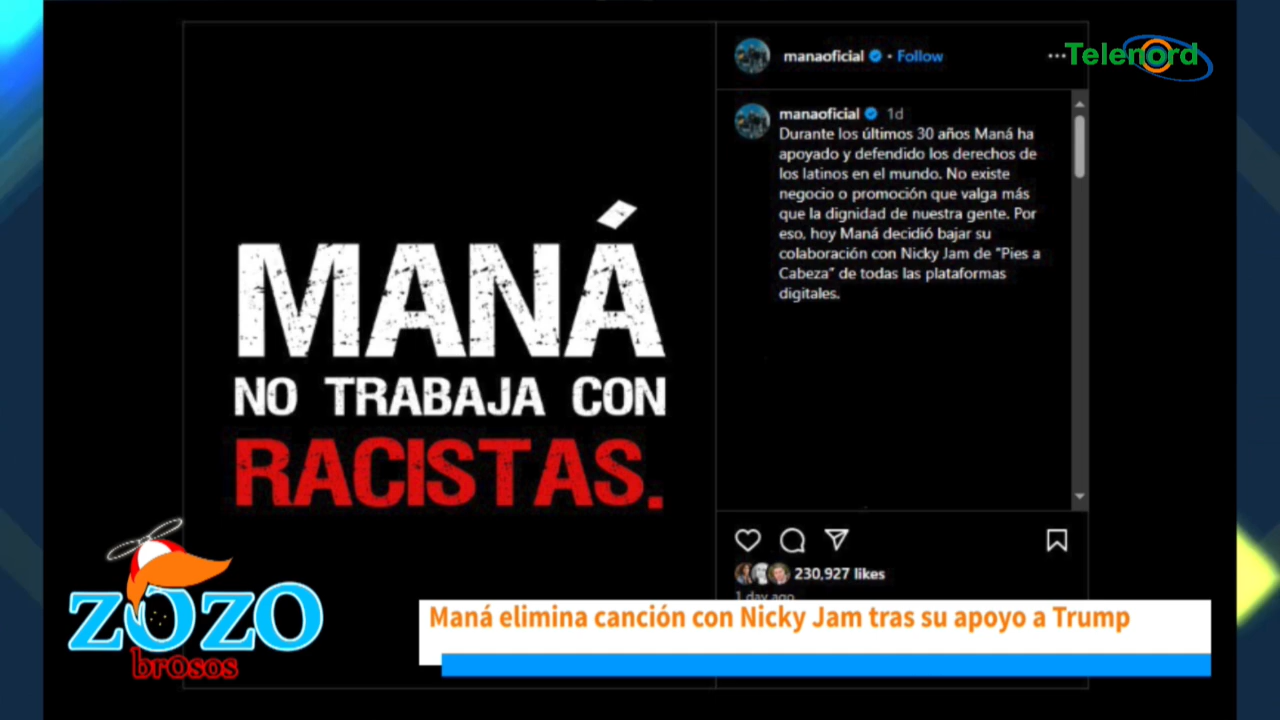 Telenord
manaoficial • Follow
manaoficial 1d
Durante los últimos 30 años Maná ha
apoyado y defendido los derechos de
los latinos en el mundo. No existe
negocio o promoción que valga más
que la dignidad de nuestra gente. Por
eso, hoy Maná decidió bajar su
colaboración con Nicky Jam de "Pies a
Cabeza" de todas las plataformas
digitales.
MANÁ
NO TRABAJA CON
RACISTAS.
230,927 likes
1 day ago
Maná elimina canción con Nicky Jam tras su apoyo a Trump
ZOZO
brOsos